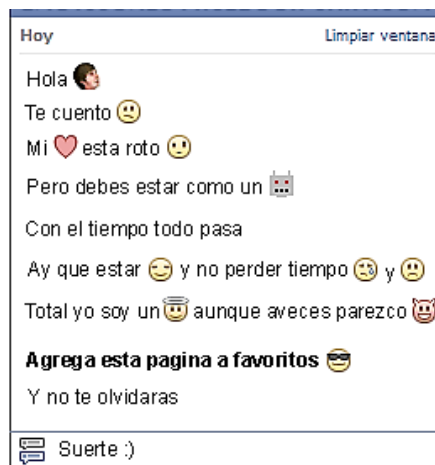 Hoy Limpiar ventana
Hola
Te cuento
Mi esta roto
Pero debes estar como un
Con el tiempo todo pasa
Ay que estar y no perder tiempo y
Total yo soy un aunque aveces parezco
Agrega esta pagina a favoritos
Y no te olvidaras
Suerte :)